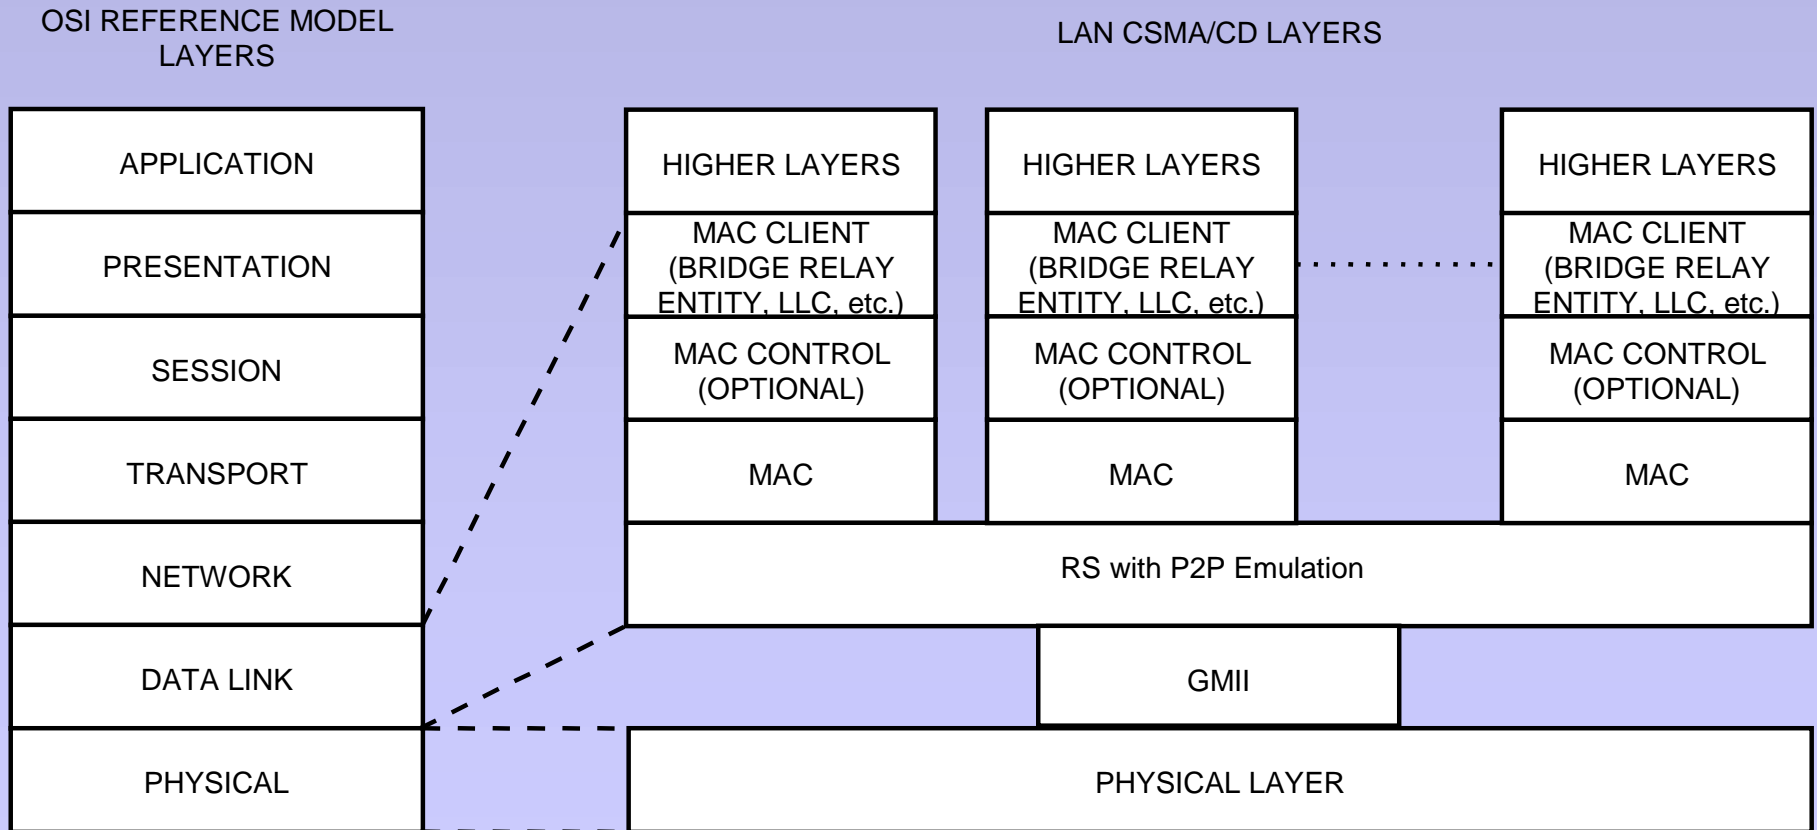 OSI REFERENCE MODEL
LAYERS
LAN CSMA/CD LAYERS
APPLICATION
PRESENTATION
SESSION
TRANSPORT
NETWORK
DATA LINK
PHYSICAL
HIGHER LAYERS
MAC CLIENT
(BRIDGE RELAY
ENTITY, LLC, etc.)
MAC CONTROL
(OPTIONAL)
MAC
HIGHER LAYERS
MAC CLIENT
(BRIDGE RELAY
ENTITY, LLC, etc.)
MAC CONTROL
(OPTIONAL)
MAC
HIGHER LAYERS
MAC CLIENT
(BRIDGE RELAY
ENTITY, LLC, etc.)
MAC CONTROL
(OPTIONAL)
MAC
RS with P2P Emulation
GMII
PHYSICAL LAYER